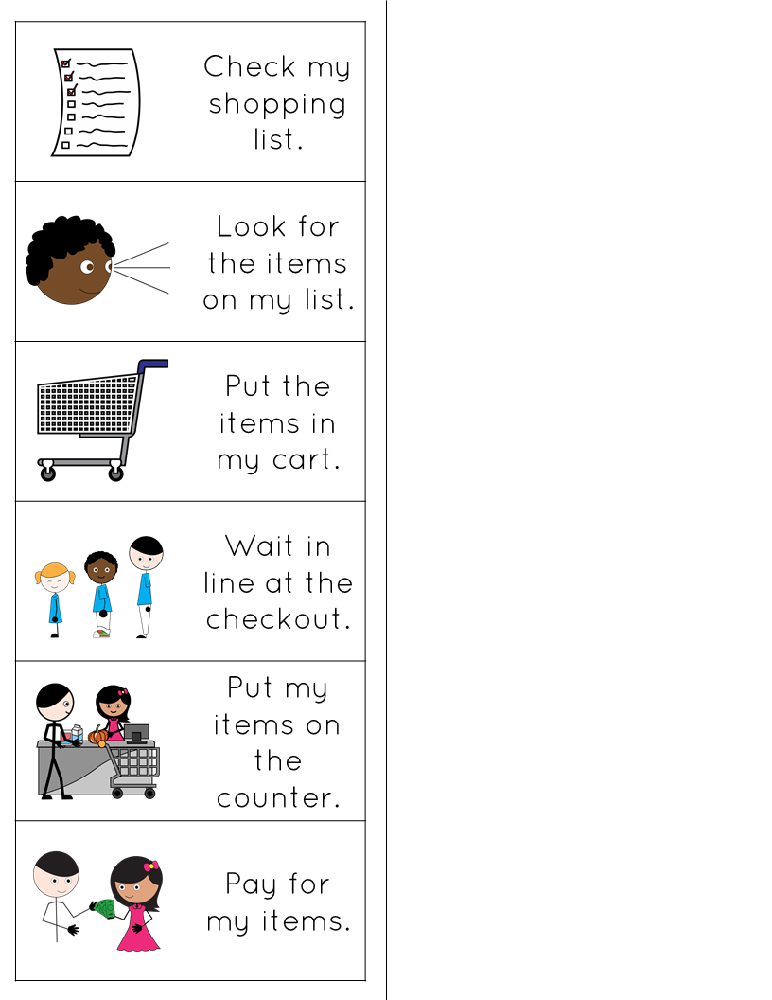 Check my
shopping
list.
Look for
the items
on my list.
Put the
items in
my cart.
Wait in
line at the
checkout.
Put my
items on
the
counter.
Pay for
my items.